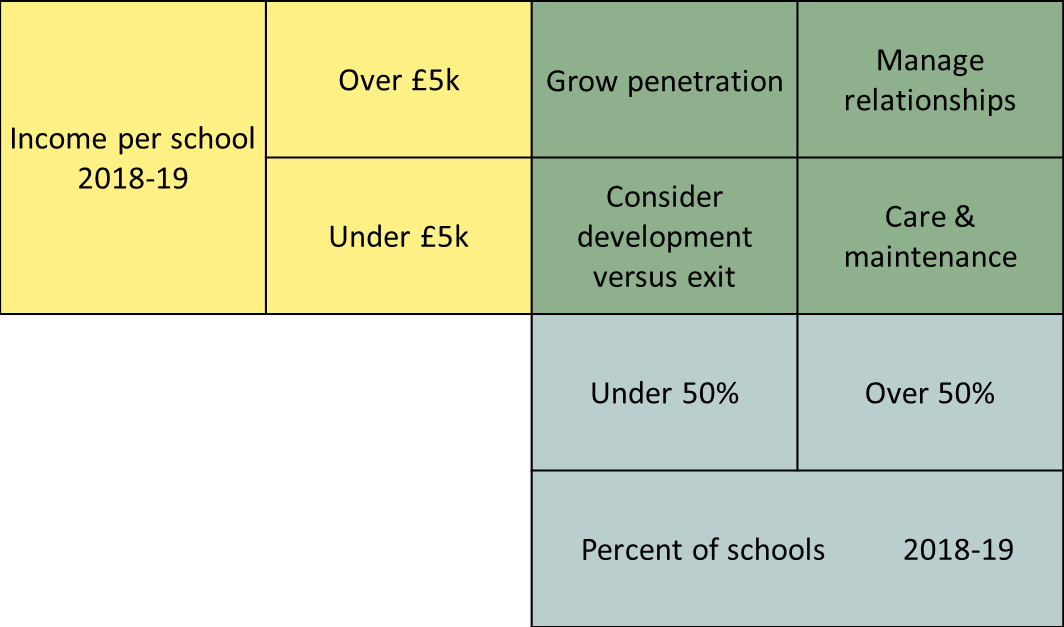 Income per school
2018-19
Over £5k
Grow penetration
Manage
relationships
Under £5k
Consider
development
versus exit
Care &
maintenance
Under 50%
Over 50%
Percent of schools 2018-19